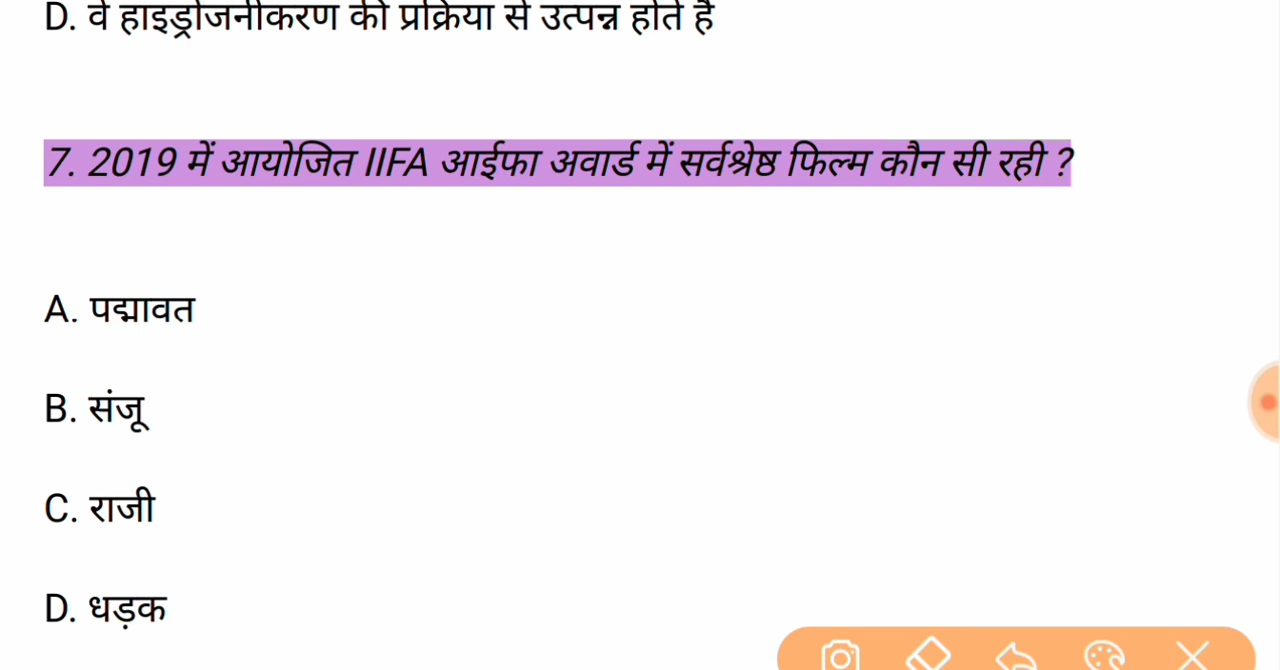 D. वे हाइड्रोजनीकरण की प्रक्रिया से उत्पन्न होते हैं
7. 2019 में आयोजित IIFA आईफा अवार्ड में सर्वश्रेष्ठ फिल्म कौन सी रही ?
A. पद्मावत
B. संजू
C. राजी
D. धड़क